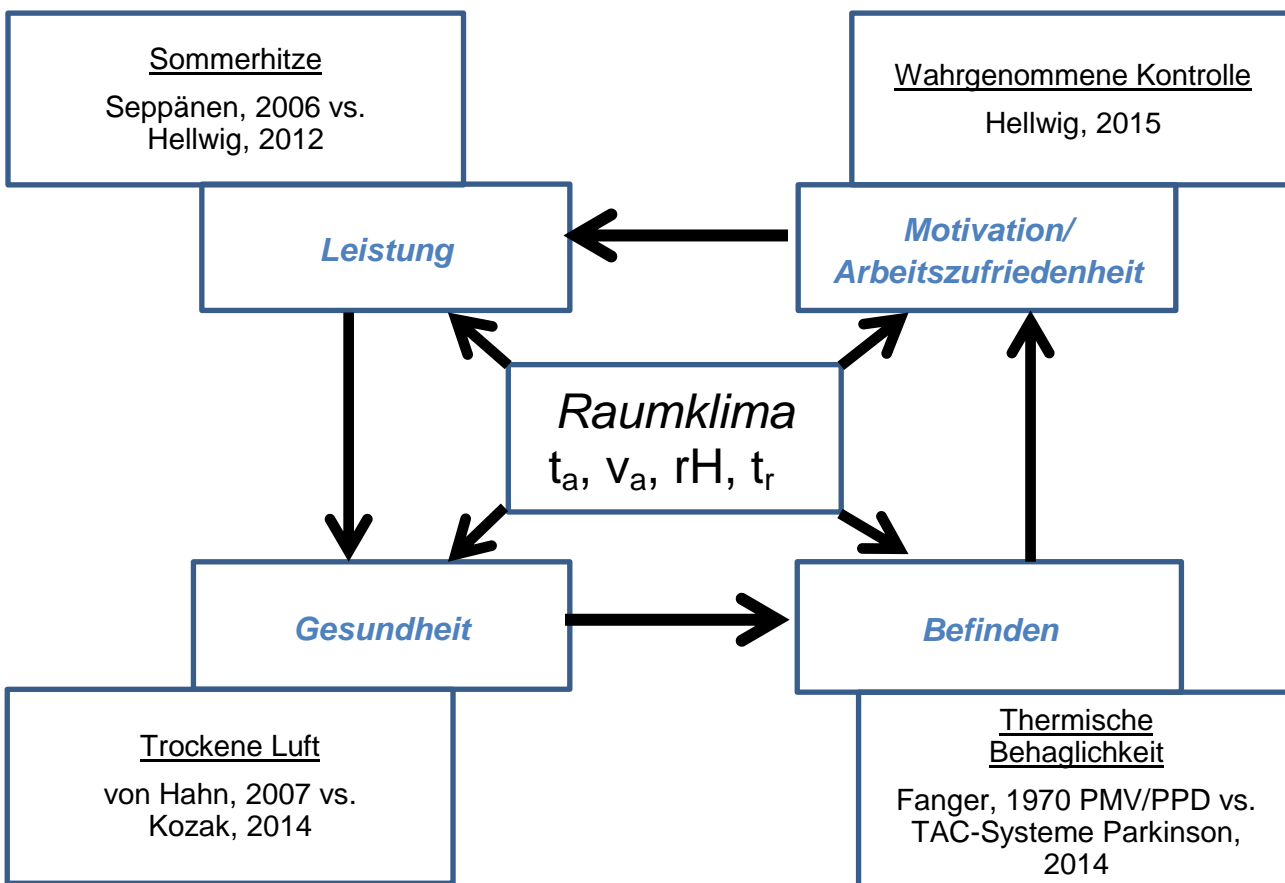 Sommerhitze
Seppänen, 2006 vs.
Hellwig, 2012
Wahrgenommene Kontrolle
Hellwig, 2015
Leistung
Motivation/
Arbeitszufriedenheit
Raumklima
tₐ, vₐ, rH, tᵣ
Gesundheit
Befinden
Trockene Luft
von Hahn, 2007 vs.
Kozak, 2014
Thermische
Behaglichkeit
Fanger, 1970 PMV/PPD vs.
TAC-Systeme Parkinson,
2014